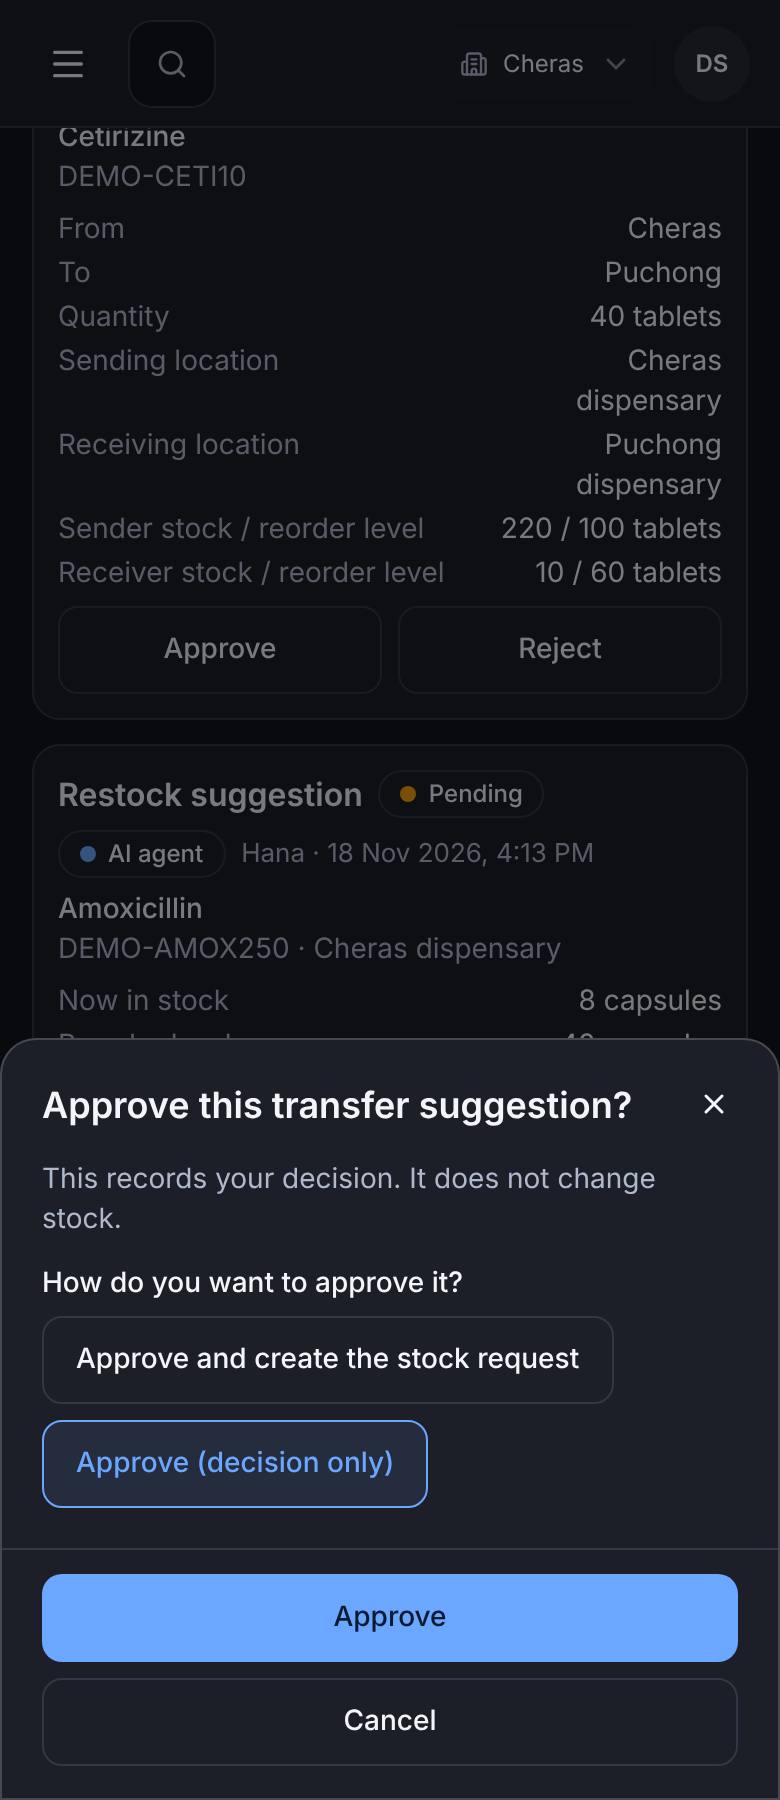 Cheras
DS
Cetirizine
DEMO-CETI10
From Cheras
To Puchong
Quantity 40 tablets
Sending location Cheras
dispensary
Receiving location Puchong
dispensary
Sender stock / reorder level 220 / 100 tablets
Receiver stock / reorder level 10 / 60 tablets
Approve Reject
Restock suggestion Pending
AI agent Hana · 18 Nov 2026, 4:13 PM
Amoxicillin
DEMO-AMOX250 · Cheras dispensary
Now in stock 8 capsules
Approve this transfer suggestion?
This records your decision. It does not change
stock.
How do you want to approve it?
Approve and create the stock request
Approve (decision only)
Approve
Cancel